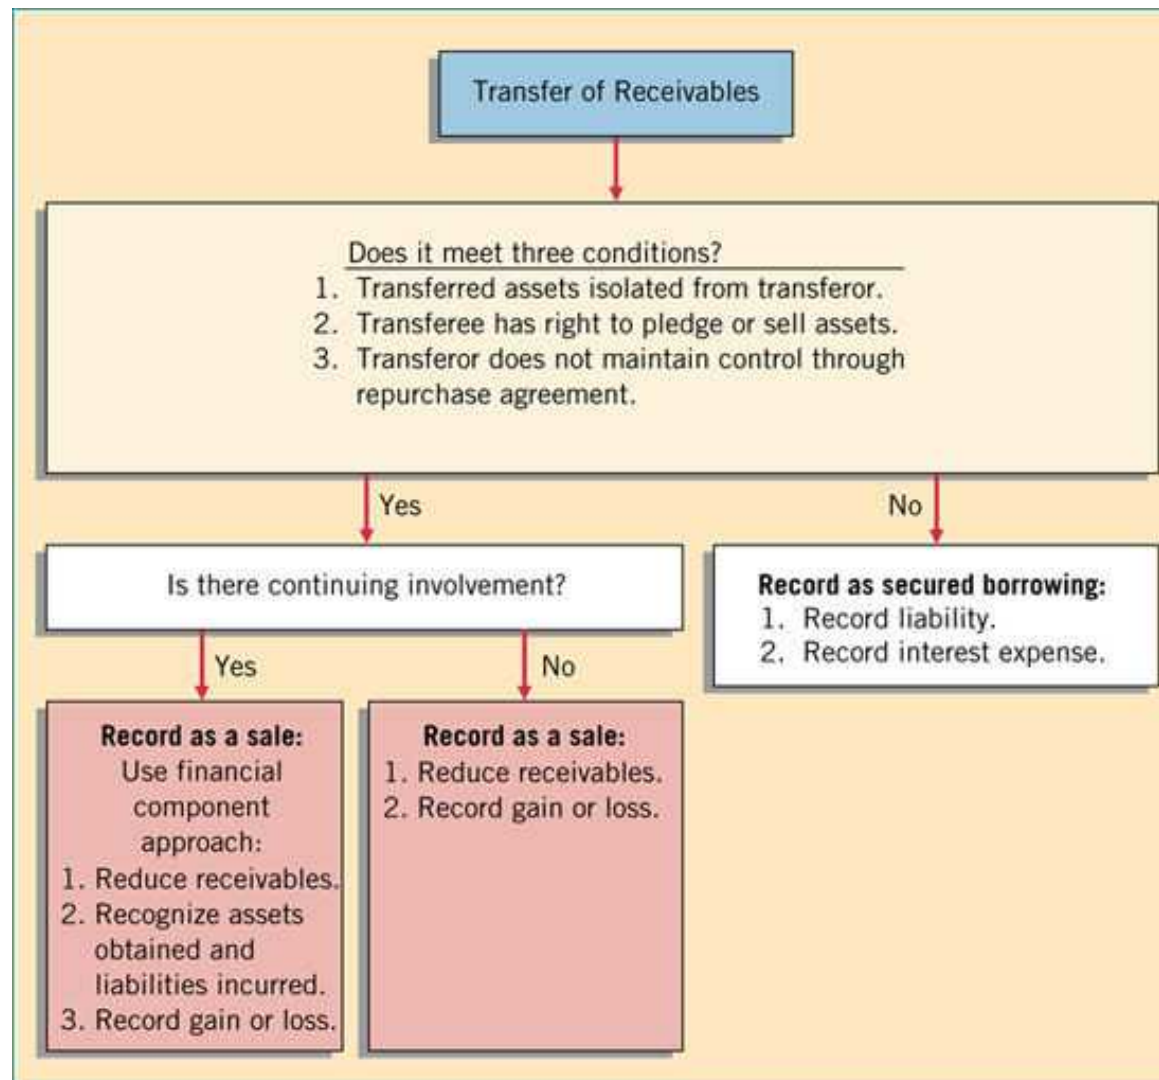 Transfer of Receivables
Does it meet three conditions?
1. Transferred assets isolated from transferor.
2. Transferee has right to pledge or sell assets.
3. Transferor does not maintain control through
repurchase agreement.
Yes
No
Is there continuing involvement?
Record as secured borrowing:
1. Record liability.
2. Record interest expense.
Yes
No
Record as a sale:
Use financial
component
approach:
1. Reduce receivables.
2. Recognize assets
obtained and
liabilities incurred.
3. Record gain or loss.
Record as a sale:
1. Reduce receivables.
2. Record gain or loss.